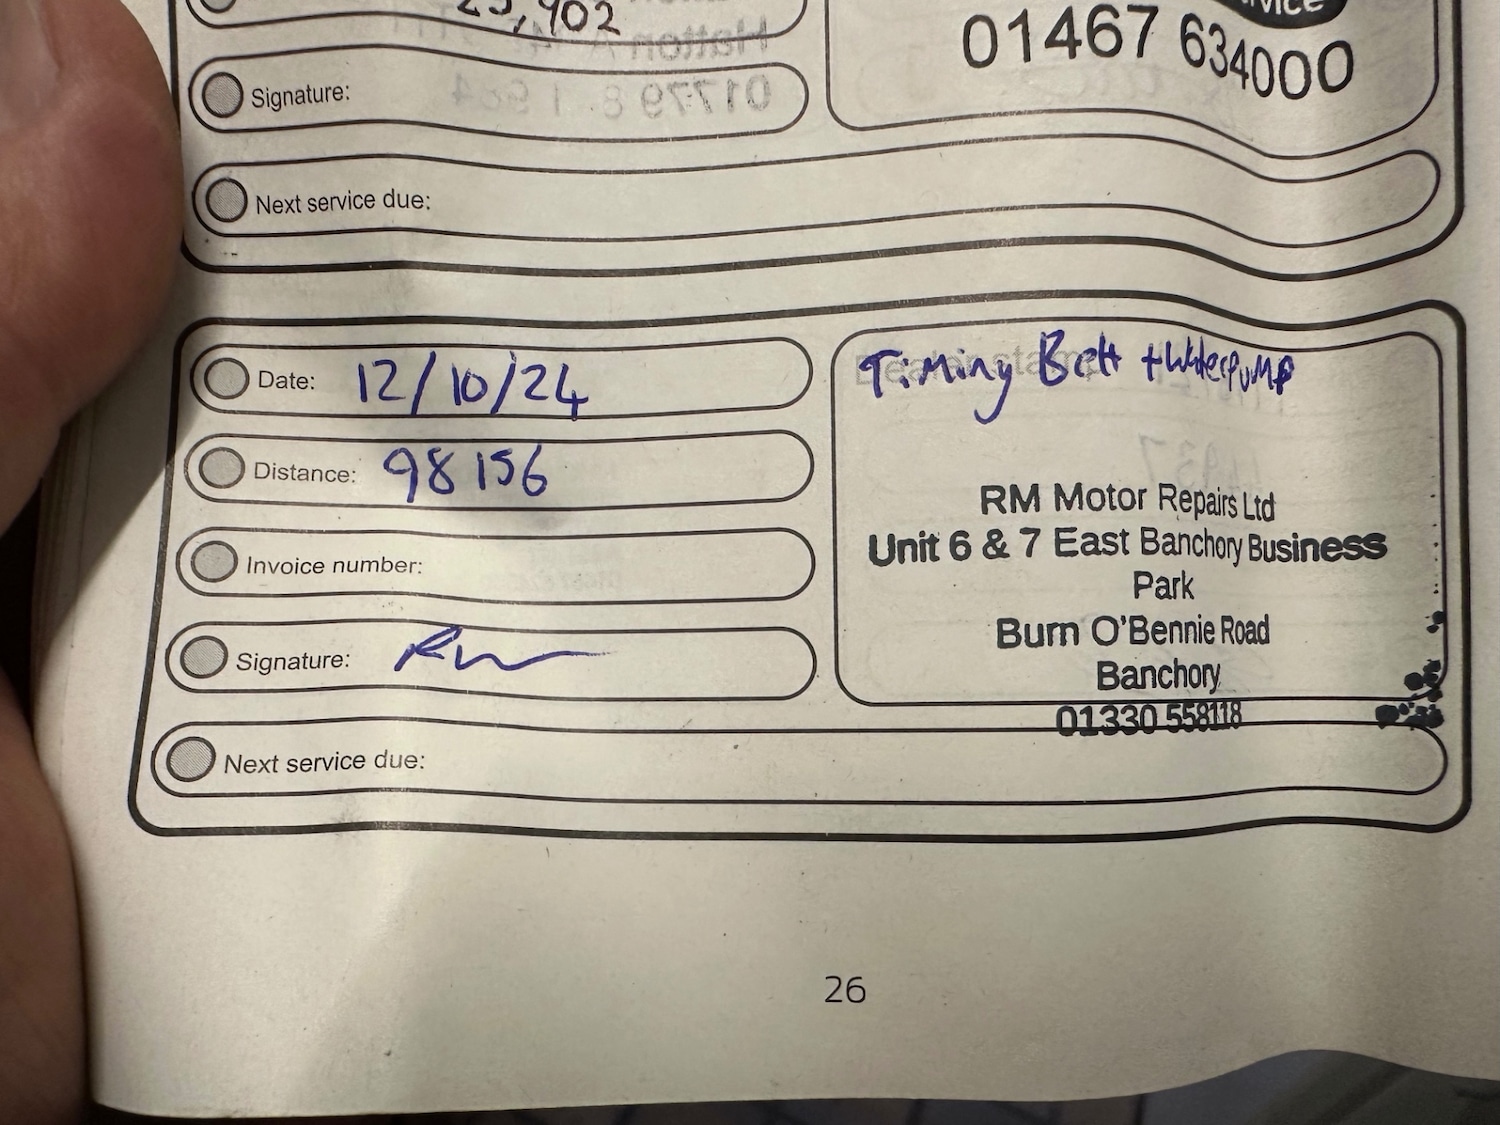 Signature:
01467 634000
Next service due:
Date: 12/10/24
Timing Belt + Waterpump
Distance: 98156
Invoice number:
RM Motor Repairs Ltd
Unit 6 & 7 East Banchory Business
Park
Burn O'Bennie Road
Banchory
01330 558118
Signature:
Next service due:
26